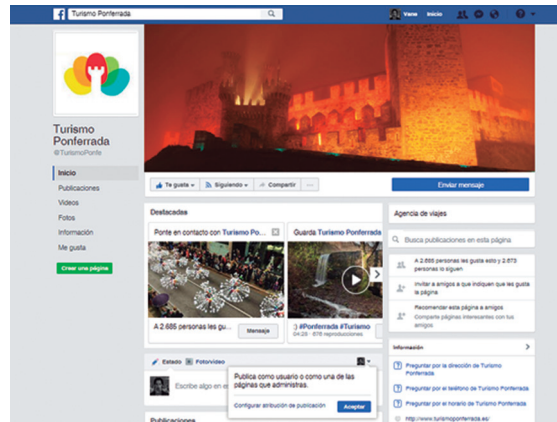 f Turismo Ponferrada
Vane Inicio
Turismo
Ponferrada
@TurismoPonfe
Inicio
Publicaciones
Videos
Fotos
Información
Me gusta
Crear una página
Te gusta Siguiendo Compartir ...
Enviar mensaje
Destacadas
Ponte en contacto con Turismo Po...
A 2.685 personas les gu...
Mensaje
Guarda Turismo Ponferrada
:) #Ponferrada #Turismo
04:26 · 678 reproducciones
Estado Foto/vídeo
Escribe algo en e
Publica como usuario o como una de las
páginas que administras.
Configurar atribución de publicación Aceptar
Publicaciones
Agencia de viajes
Busca publicaciones en esta página
A 2.685 personas les gusta esto y 2.673
personas lo siguen
Invitar a amigos a que indiquen que les gusta
la página
Recomendar esta página a amigos
Comparte páginas interesantes con tus
amigos
Información
Preguntar por la dirección de Turismo
Ponferrada
Preguntar por el teléfono de Turismo Ponferrada
Preguntar por el horario de Turismo Ponferrada
http://www.turismoponferrada.es/